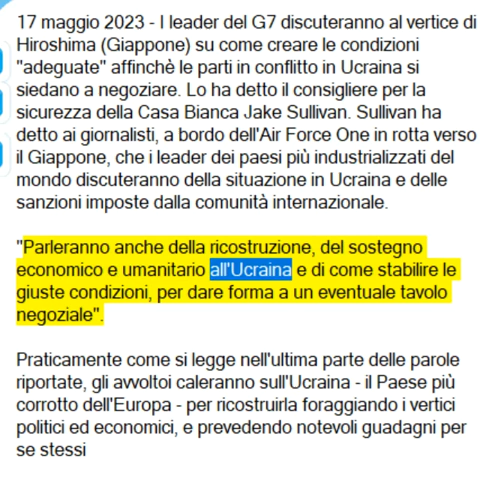 17 maggio 2023 - I leader del G7 discuteranno al vertice di
Hiroshima (Giappone) su come creare le condizioni
"adeguate" affinchè le parti in conflitto in Ucraina si
siedano a negoziare. Lo ha detto il consigliere per la
sicurezza della Casa Bianca Jake Sullivan. Sullivan ha
detto ai giornalisti, a bordo dell'Air Force One in rotta verso
il Giappone, che i leader dei paesi più industrializzati del
mondo discuteranno della situazione in Ucraina e delle
sanzioni imposte dalla comunità internazionale.
"Parleranno anche della ricostruzione, del sostegno
economico e umanitario all'Ucraina e di come stabilire le
giuste condizioni, per dare forma a un eventuale tavolo
negoziale".
Praticamente come si legge nell'ultima parte delle parole
riportate, gli avvoltoi caleranno sull'Ucraina - il Paese più
corrotto dell'Europa - per ricostruirla foraggiando i vertici
politici ed economici, e prevedendo notevoli guadagni per
se stessi